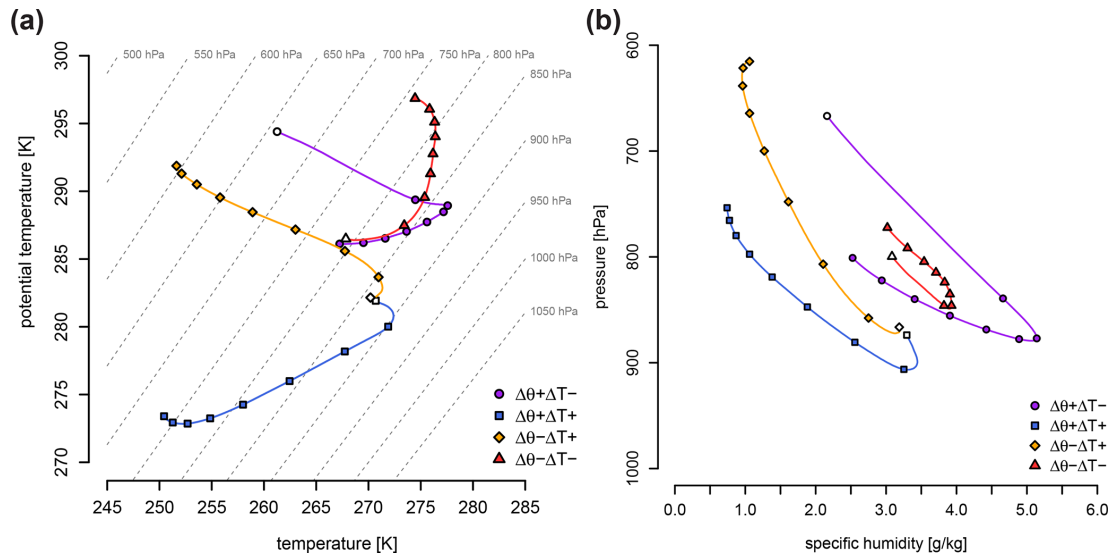 (a)
500 hPa
550 hPa
600 hPa
650 hPa
700 hPa
750 hPa
800 hPa
850 hPa
900 hPa
950 hPa
1000 hPa
1050 hPa
300
295
290
285
280
275
270
potential temperature [K]
245
250
255
260
265
270
275
280
285
temperature [K]
Δθ+ΔT−
Δθ+ΔT+
Δθ−ΔT+
Δθ−ΔT−
(b)
600
700
800
900
1000
pressure [hPa]
0.0
1.0
2.0
3.0
4.0
5.0
6.0
specific humidity [g/kg]
Δθ+ΔT−
Δθ+ΔT+
Δθ−ΔT+
Δθ−ΔT−